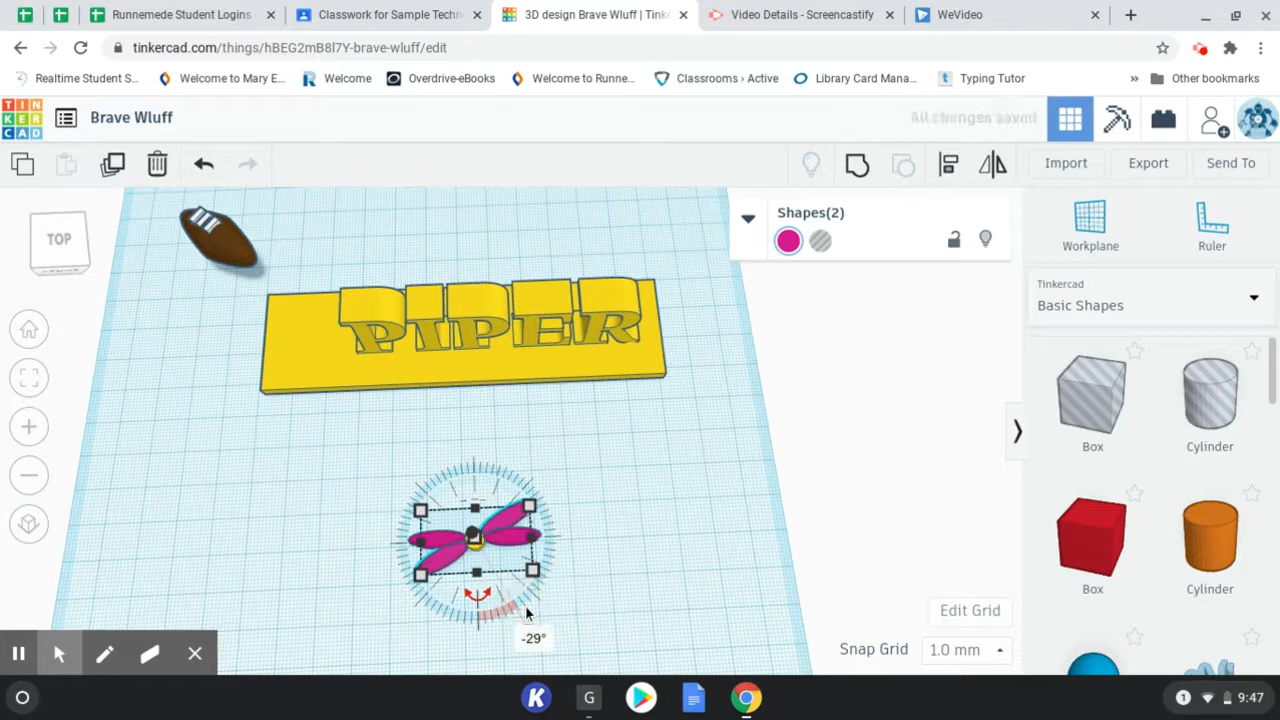 Runnemede Student Logins -
Classwork for Sample Techn
3D design Brave Wluff | Tink
Video Details - Screencastify
WeVideo
tinkercad.com/things/hBEG2mB8l7Y-brave-wluff/edit
Realtime Student S...
Welcome to Mary E...
Welcome
Overdrive-eBooks
Welcome to Runne...
Classrooms › Active
Library Card Mana...
Typing Tutor
»
Other bookmarks
TIN
KER
CAD
Brave Wluff
All changes saved
Import
Export
Send To
TOP
Shapes(2)
Workplane
Ruler
Tinkercad
Basic Shapes
PIPER
Box
Cylinder
Box
Cylinder
-29°
Edit Grid
Snap Grid
1.0 mm
K
G
1
9:47